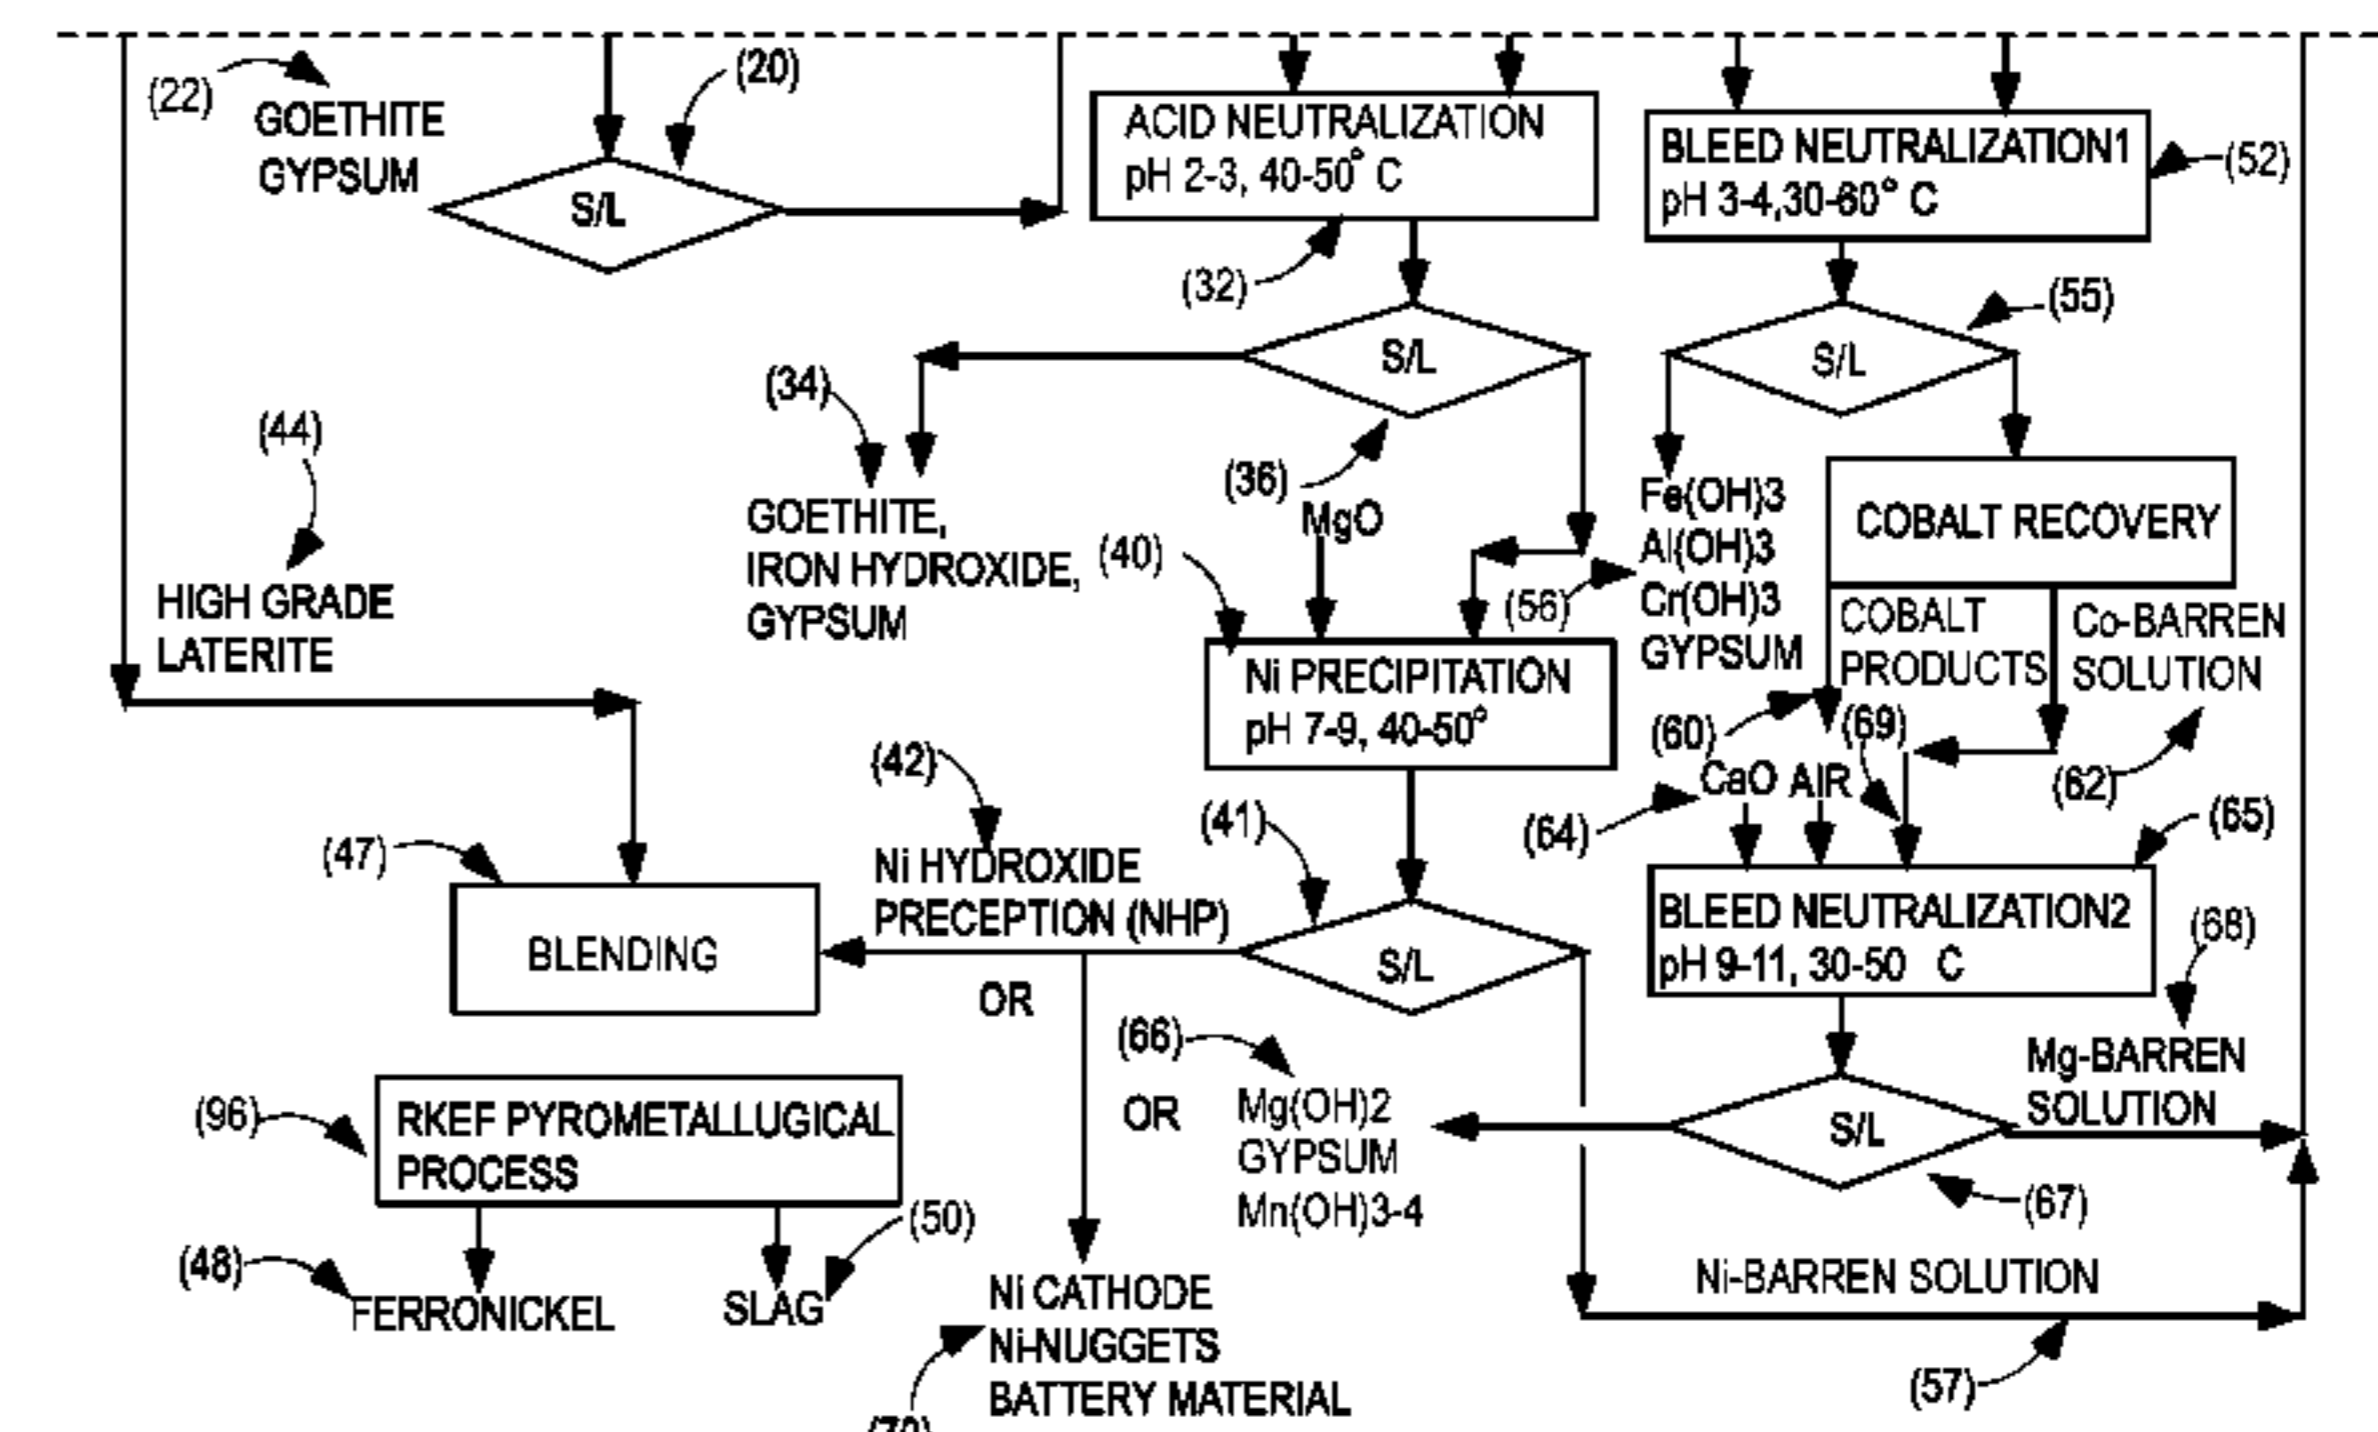 (22)
GOETHITE
GYPSUM
(20)
S/L
ACID NEUTRALIZATION
pH 2-3, 40-50° C
(32)
BLEED NEUTRALIZATION1
pH 3-4,30-60° C
(52)
S/L
(36)
S/L
(55)
(34)
GOETHITE,
IRON HYDROXIDE,
GYPSUM
(44)
HIGH GRADE
LATERITE
MgO
(40)
(56)
Fe(OH)3
Al(OH)3
Cr(OH)3
GYPSUM
COBALT RECOVERY
COBALT
PRODUCTS
Co-BARREN
SOLUTION
(60)
(69)
(62)
Ni PRECIPITATION
pH 7-9, 40-50°
CaO AIR
(64)
(65)
(42)
(41)
(47)
Ni HYDROXIDE
PRECEPTION (NHP)
BLENDING
OR
S/L
BLEED NEUTRALIZATION2
pH 9-11, 30-50 C
(68)
Mg-BARREN
SOLUTION
(66)
OR
Mg(OH)2
GYPSUM
Mn(OH)3-4
S/L
(67)
(96)
RKEF PYROMETALLUGICAL
PROCESS
(50)
(48)
FERRONICKEL
SLAG
Ni CATHODE
Ni-NUGGETS
BATTERY MATERIAL
Ni-BARREN SOLUTION
(57)